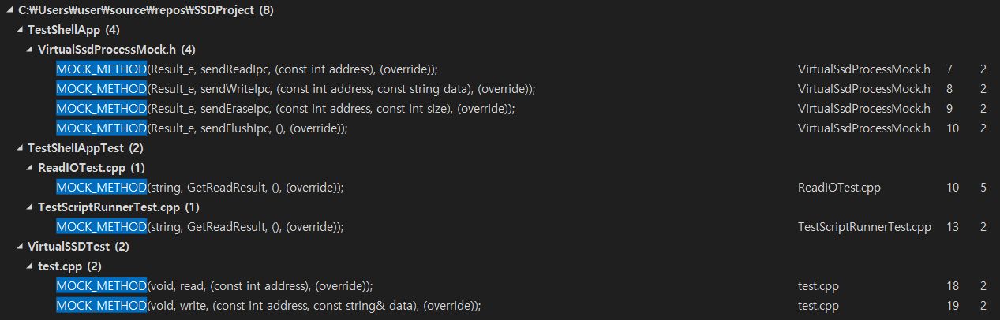 C:₩Users₩user₩source₩repos₩SSDProject (8)
TestShellApp (4)
VirtualSsdProcessMock.h (4)
MOCK_METHOD(Result_e, sendReadIpc, (const int address), (override)); VirtualSsdProcessMock.h 7 2
MOCK_METHOD(Result_e, sendWriteIpc, (const int address, const string data), (override)); VirtualSsdProcessMock.h 8 2
MOCK_METHOD(Result_e, sendEraseIpc, (const int address, const int size), (override)); VirtualSsdProcessMock.h 9 2
MOCK_METHOD(Result_e, sendFlushIpc, (), (override)); VirtualSsdProcessMock.h 10 2
TestShellAppTest (2)
ReadIOTest.cpp (1)
MOCK_METHOD(string, GetReadResult, (), (override)); ReadIOTest.cpp 10 5
TestScriptRunnerTest.cpp (1)
MOCK_METHOD(string, GetReadResult, (), (override)); TestScriptRunnerTest.cpp 13 2
VirtualSSDTest (2)
test.cpp (2)
MOCK_METHOD(void, read, (const int address), (override)); test.cpp 18 2
MOCK_METHOD(void, write, (const int address, const string& data), (override)); test.cpp 19 2